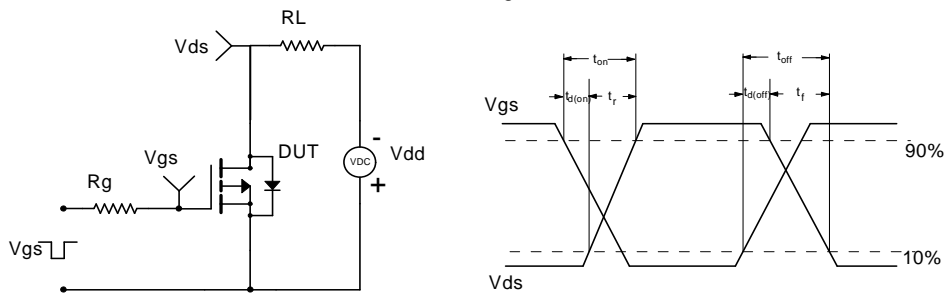 RL
Vds
DUT
Vgs
VDC
-
+
Vdd
Rg
Vgs
ton
td(on)
tr
toff
td(off)
tf
Vgs
90%
10%
Vds